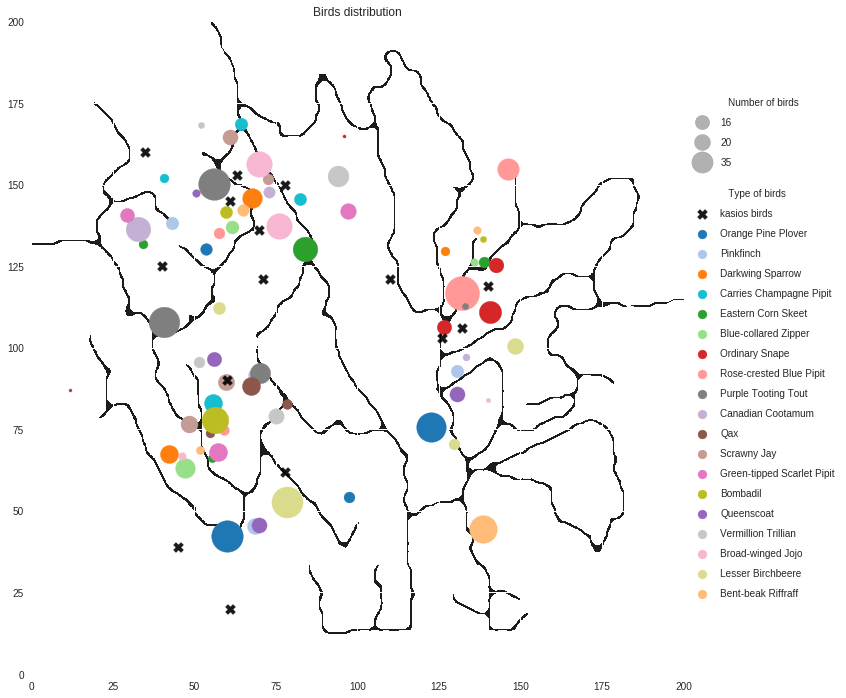 Birds distribution
200
175
150
125
100
75
50
25
0
0 25 50 75 100 125 150 175 200
Number of birds
16
20
35
Type of birds
kasios birds
Orange Pine Plover
Pinkfinch
Darkwing Sparrow
Carries Champagne Pipit
Eastern Corn Skeet
Blue-collared Zipper
Ordinary Snape
Rose-crested Blue Pipit
Purple Tooting Tout
Canadian Cootamum
Qax
Scrawny Jay
Green-tipped Scarlet Pipit
Bombadil
Queenscoat
Vermillion Trillian
Broad-winged Jojo
Lesser Birchbeere
Bent-beak Riffraff